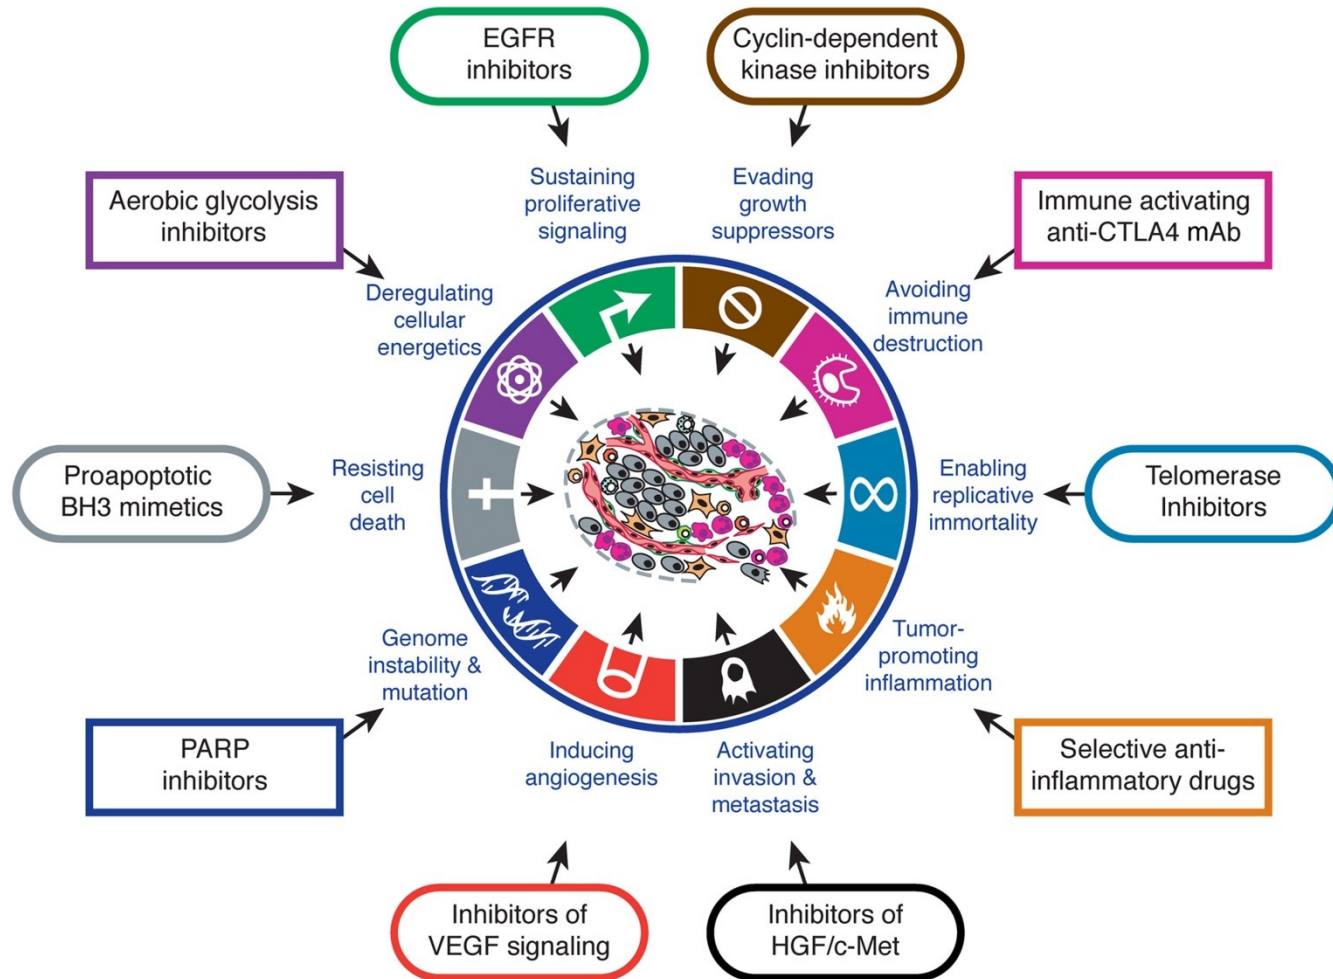 EGFR
inhibitors
Cyclin-dependent
kinase inhibitors
Sustaining
proliferative
signaling
Evading
growth
suppressors
Aerobic glycolysis
inhibitors
Immune activating
anti-CTLA4 mAb
Deregulating
cellular
energetics
Avoiding
immune
destruction
Proapoptotic
BH3 mimetics
Resisting
cell
death
Enabling
replicative
immortality
Telomerase
Inhibitors
Genome
instability &
mutation
Tumor-
promoting
inflammation
PARP
inhibitors
Inducing
angiogenesis
Activating
invasion &
metastasis
Selective anti-
inflammatory drugs
Inhibitors of
VEGF signaling
Inhibitors of
HGF/c-Met